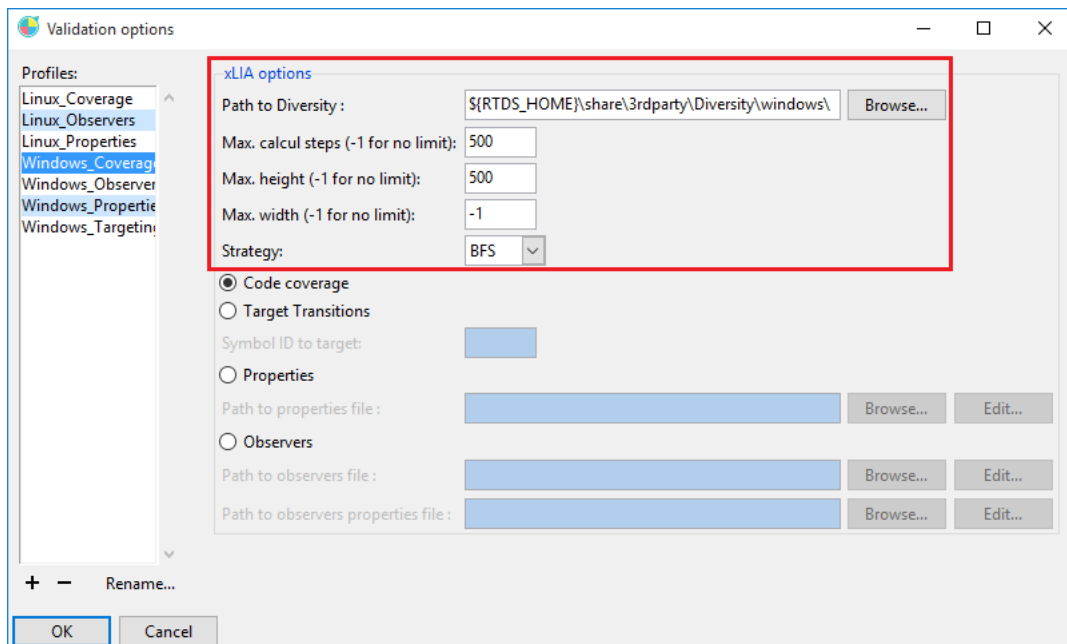 Validation options
Profiles:
Linux_Coverage
Linux_Observers
Linux_Properties
Windows_Coverag
Windows_Observer
Windows_Propertie
Windows_Targeting
xLIA options
Path to Diversity : ${RTDS_HOME}\share\3rdparty\Diversity\windows\ Browse...
Max. calcul steps (-1 for no limit): 500
Max. height (-1 for no limit): 500
Max. width (-1 for no limit): -1
Strategy: BFS
Code coverage
Target Transitions
Symbol ID to target:
Properties
Path to properties file : Browse... Edit...
Observers
Path to observers file : Browse... Edit...
Path to observers properties file : Browse... Edit...
+ − Rename...
OK Cancel